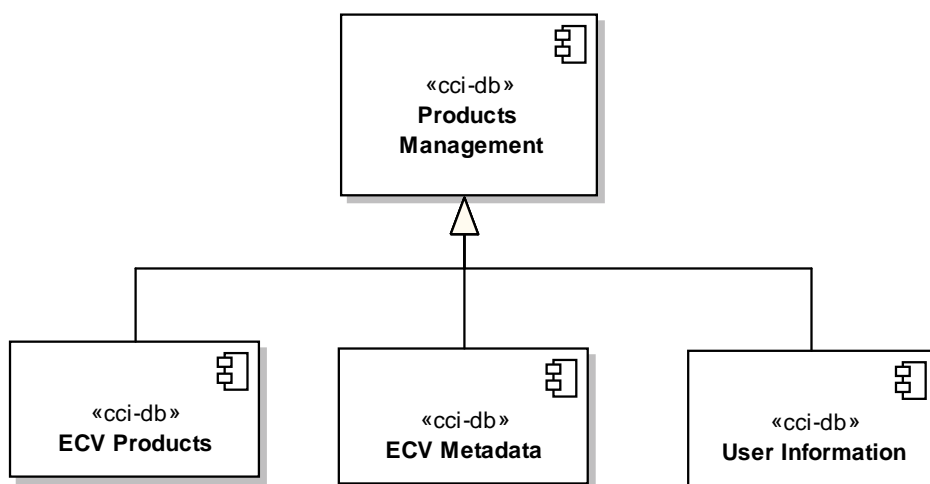 «cci-db»
Products
Management
«cci-db»
ECV Products
«cci-db»
ECV Metadata
«cci-db»
User Information